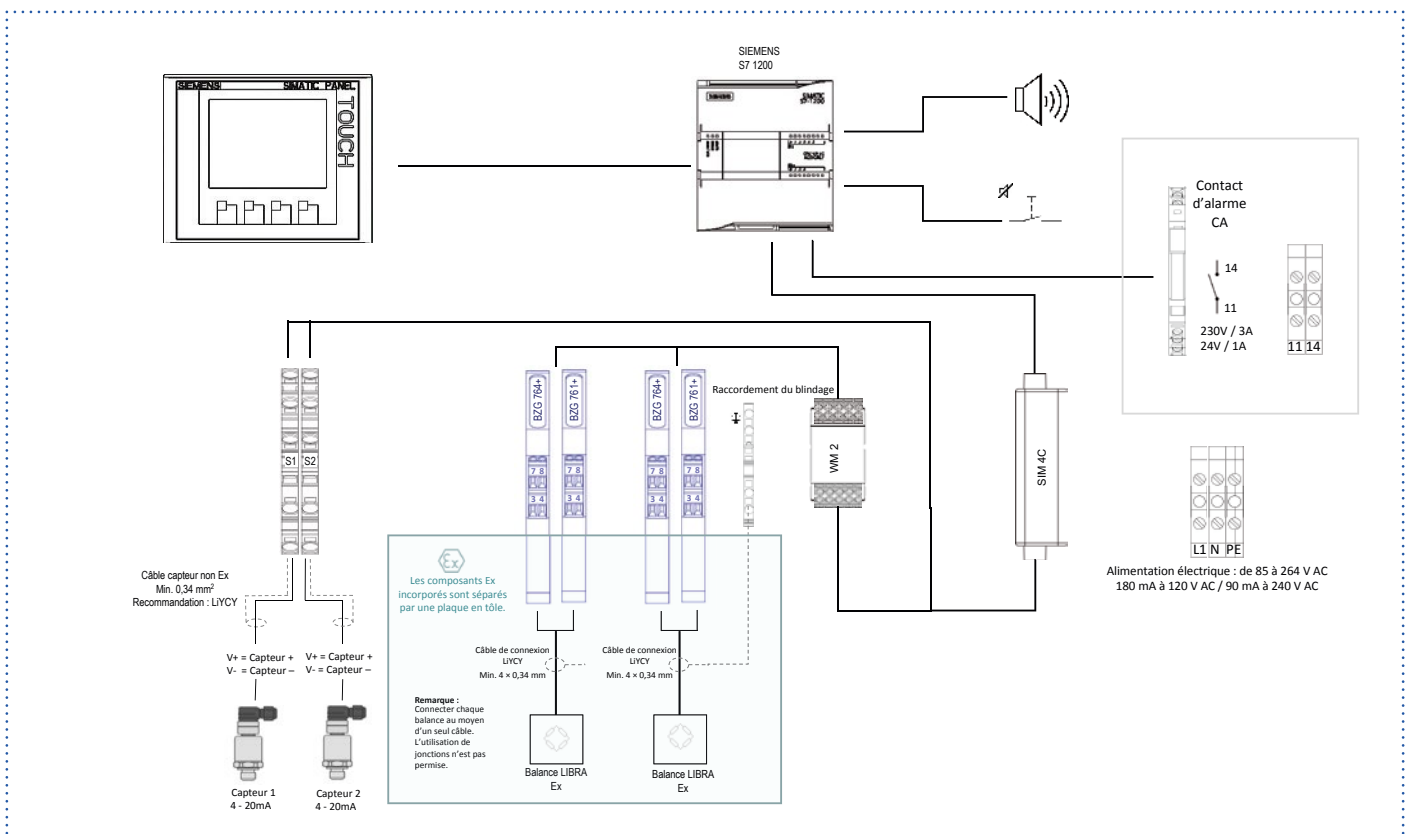 SIEMENS
S7 1200
SIEMENS
SIMATIC PANEL
TOUCH
SIEMENS
SIMATIC
S7-1200
Contact
d’alarme
CA
14
11
230V / 3A
24V / 1A
11 14
BZG 764+
BZG 761+
BZG 764+
BZG 761+
Raccordement du blindage
7 8
7 8
7 8
7 8
3 4
3 4
3 4
3 4
S1
S2
WM 2
SIM 4C
L1 N PE
Alimentation électrique : de 85 à 264 V AC
180 mA à 120 V AC / 90 mA à 240 V AC
Ex
Les composants Ex
incorporés sont séparés
par une plaque en tôle.
Câble capteur non Ex
Min. 0,34 mm²
Recommandation : LiYCY
V+ = Capteur +
V- = Capteur –
V+ = Capteur +
V- = Capteur –
Câble de connexion
LiYCY
Min. 4 × 0,34 mm
Câble de connexion
LiYCY
Min. 4 × 0,34 mm
Remarque :
Connecter chaque
balance au moyen
d’un seul câble.
L’utilisation de
jonctions n’est pas
permise.
Balance LIBRA
Ex
Balance LIBRA
Ex
Capteur 1
4 - 20mA
Capteur 2
4 - 20mA